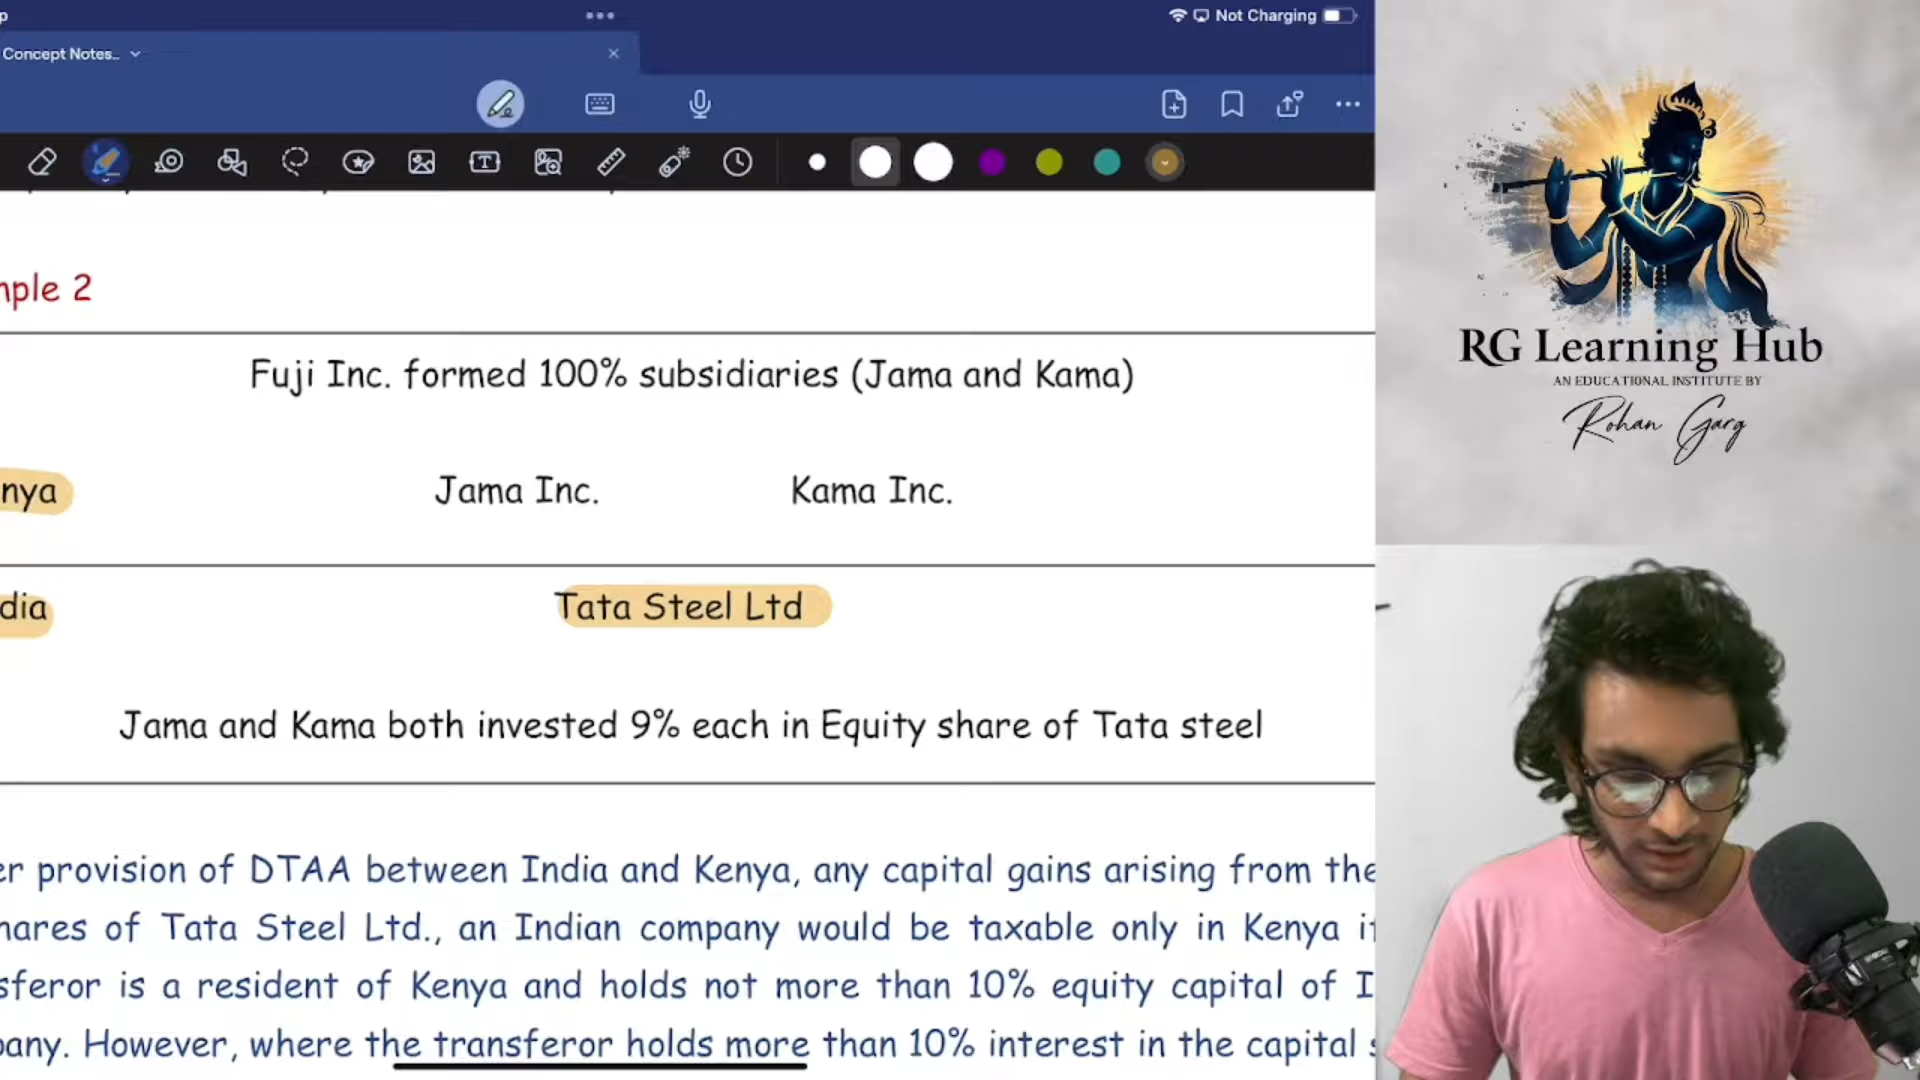 p
Not Charging
Concept Notes..
nple 2
Fuji Inc. formed 100% subsidiaries (Jama and Kama)
nya
Jama Inc.
Kama Inc.
dia
Tata Steel Ltd
Jama and Kama both invested 9% each in Equity share of Tata steel
er provision of DTAA between India and Kenya, any capital gains arising from the
hares of Tata Steel Ltd., an Indian company would be taxable only in Kenya if
sferor is a resident of Kenya and holds not more than 10% equity capital of I
pany. However, where the transferor holds more than 10% interest in the capital s
RG Learning Hub
AN EDUCATIONAL INSTITUTE BY
Rohan Garg